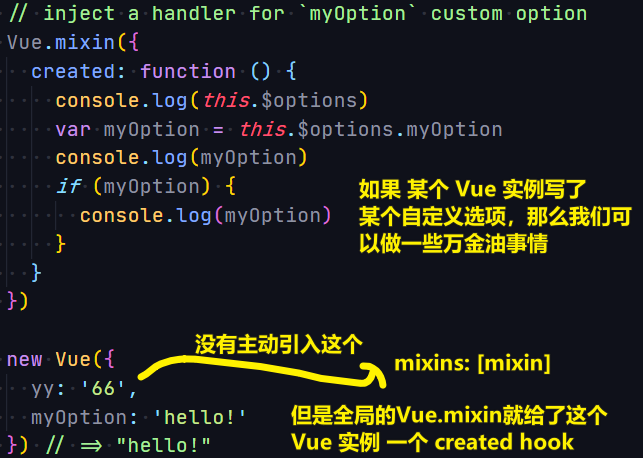 // inject a handler for `myOption` custom option
Vue.mixin({
created: function () {
console.log(this.$options)
var myOption = this.$options.myOption
console.log(myOption)
if (myOption) {
console.log(myOption)
}
}
})
如果 某个 Vue 实例写了
某个自定义选项，那么我们可
以做一些万金油事情
没有主动引入这个
mixins: [mixin]
new Vue({
yy: '66',
myOption: 'hello!'
}) // => "hello!"
但是全局的Vue.mixin就给了这个
Vue 实例 一个 created hook